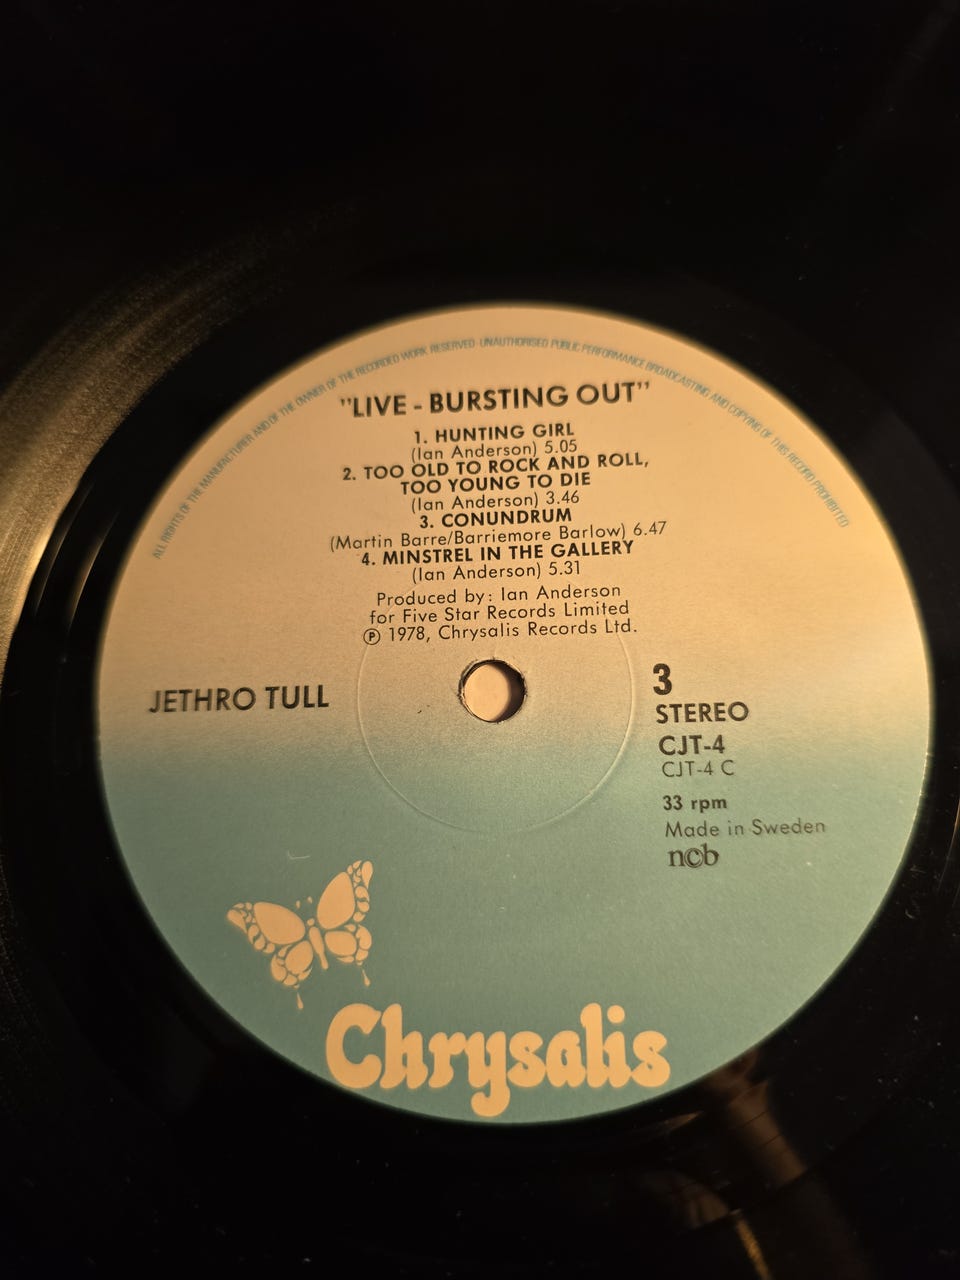 ALL RIGHTS OF THE MANUFACTURER AND OF THE OWNER OF THE RECORDED WORK RESERVED · UNAUTHORISED PUBLIC PERFORMANCE BROADCASTING AND COPYING OF THIS RECORD PROHIBITED
"LIVE - BURSTING OUT"
1. HUNTING GIRL
(Ian Anderson) 5.05
2. TOO OLD TO ROCK AND ROLL,
TOO YOUNG TO DIE
(Ian Anderson) 3.46
3. CONUNDRUM
(Martin Barre/Barriemore Barlow) 6.47
4. MINSTREL IN THE GALLERY
(Ian Anderson) 5.31
Produced by: Ian Anderson
for Five Star Records Limited
℗ 1978, Chrysalis Records Ltd.
JETHRO TULL
3
STEREO
CJT-4
CJT-4 C
33 rpm
Made in Sweden
ncb
Chrysalis